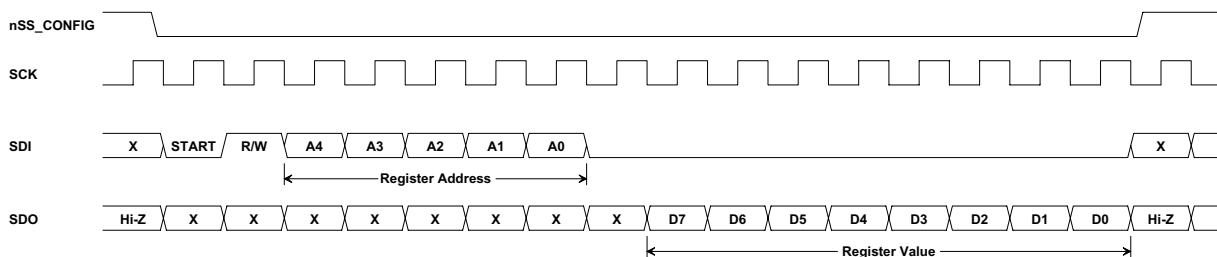 nSS_CONFIG
SCK
SDI X START R/W A4 A3 A2 A1 A0 X
Register Address
SDO Hi-Z X X X X X X X X D7 D6 D5 D4 D3 D2 D1 D0 Hi-Z
Register Value